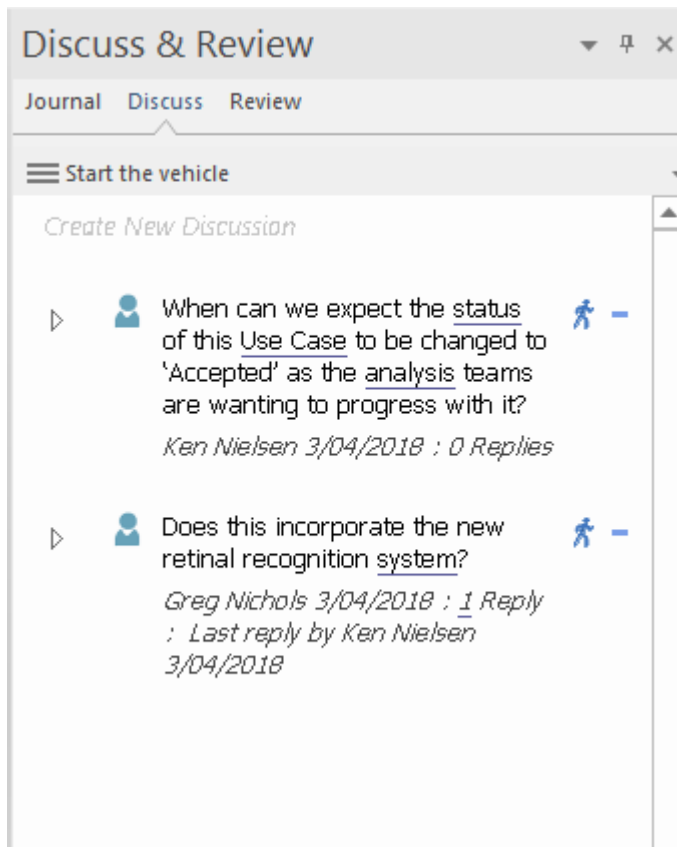 Discuss & Review
Journal Discuss Review
Start the vehicle
Create New Discussion
When can we expect the status
of this Use Case to be changed to
'Accepted' as the analysis teams
are wanting to progress with it?
Ken Nielsen 3/04/2018 : 0 Replies
Does this incorporate the new
retinal recognition system?
Greg Nichols 3/04/2018 : 1 Reply
: Last reply by Ken Nielsen
3/04/2018